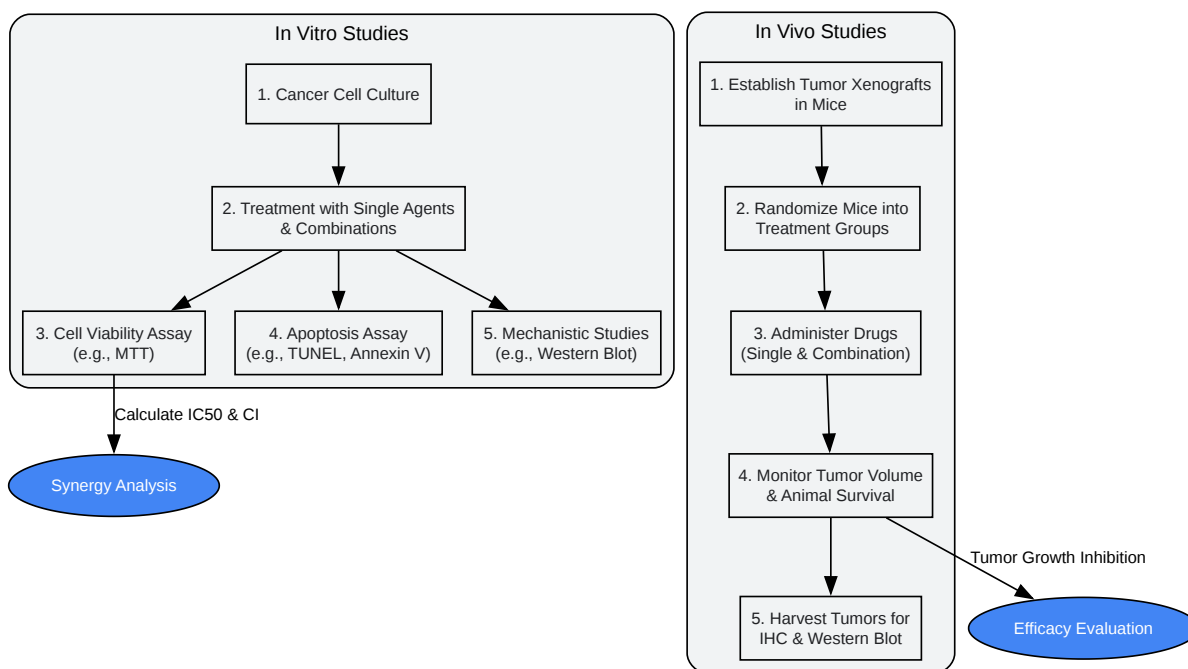 In Vitro Studies
1. Cancer Cell Culture
2. Treatment with Single Agents
& Combinations
3. Cell Viability Assay
(e.g., MTT)
4. Apoptosis Assay
(e.g., TUNEL, Annexin V)
5. Mechanistic Studies
(e.g., Western Blot)
Calculate IC50 & CI
Synergy Analysis
In Vivo Studies
1. Establish Tumor Xenografts
in Mice
2. Randomize Mice into
Treatment Groups
3. Administer Drugs
(Single & Combination)
4. Monitor Tumor Volume
& Animal Survival
Tumor Growth Inhibition
5. Harvest Tumors for
IHC & Western Blot
Efficacy Evaluation